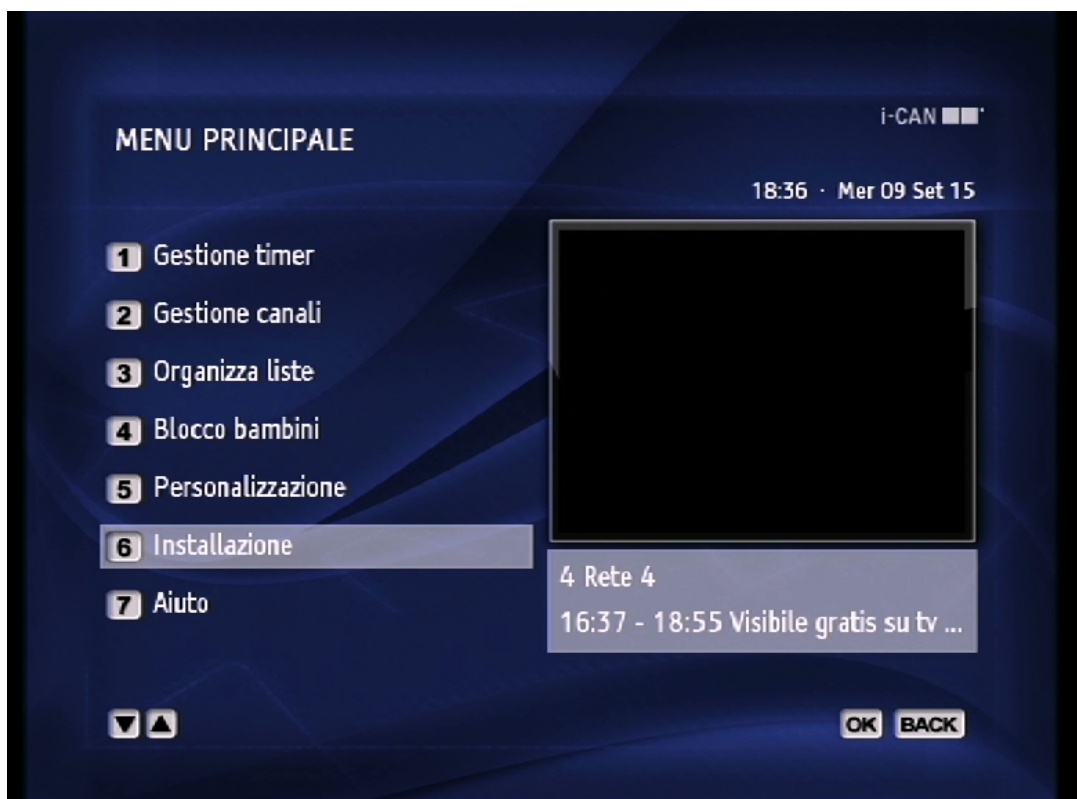 i-CAN
MENU PRINCIPALE
18:36 · Mer 09 Set 15
1 Gestione timer
2 Gestione canali
3 Organizza liste
4 Blocco bambini
5 Personalizzazione
6 Installazione
7 Aiuto
4 Rete 4
16:37 - 18:55 Visibile gratis su tv ...
OK BACK